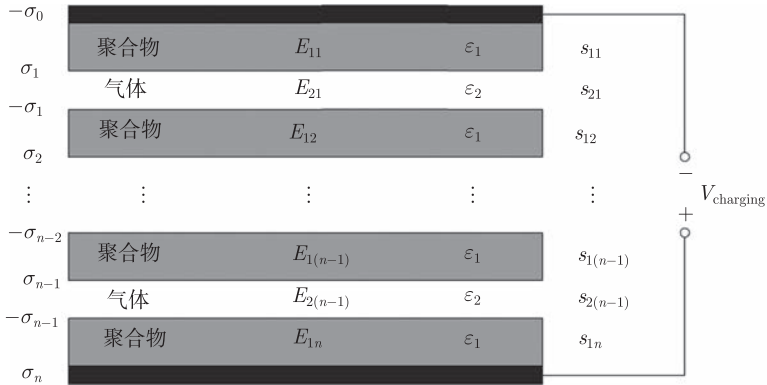 −σ₀
聚合物 E₁₁ ε₁ s₁₁
σ₁
气体 E₂₁ ε₂ s₂₁
−σ₁
聚合物 E₁₂ ε₁ s₁₂
σ₂
⋮ ⋮ ⋮ ⋮ ⋮
−
V_charging
+
−σₙ₋₂
聚合物 E₁₍ₙ₋₁₎ ε₁ s₁₍ₙ₋₁₎
σₙ₋₁
气体 E₂₍ₙ₋₁₎ ε₂ s₂₍ₙ₋₁₎
−σₙ₋₁
聚合物 E₁ₙ ε₁ s₁ₙ
σₙ